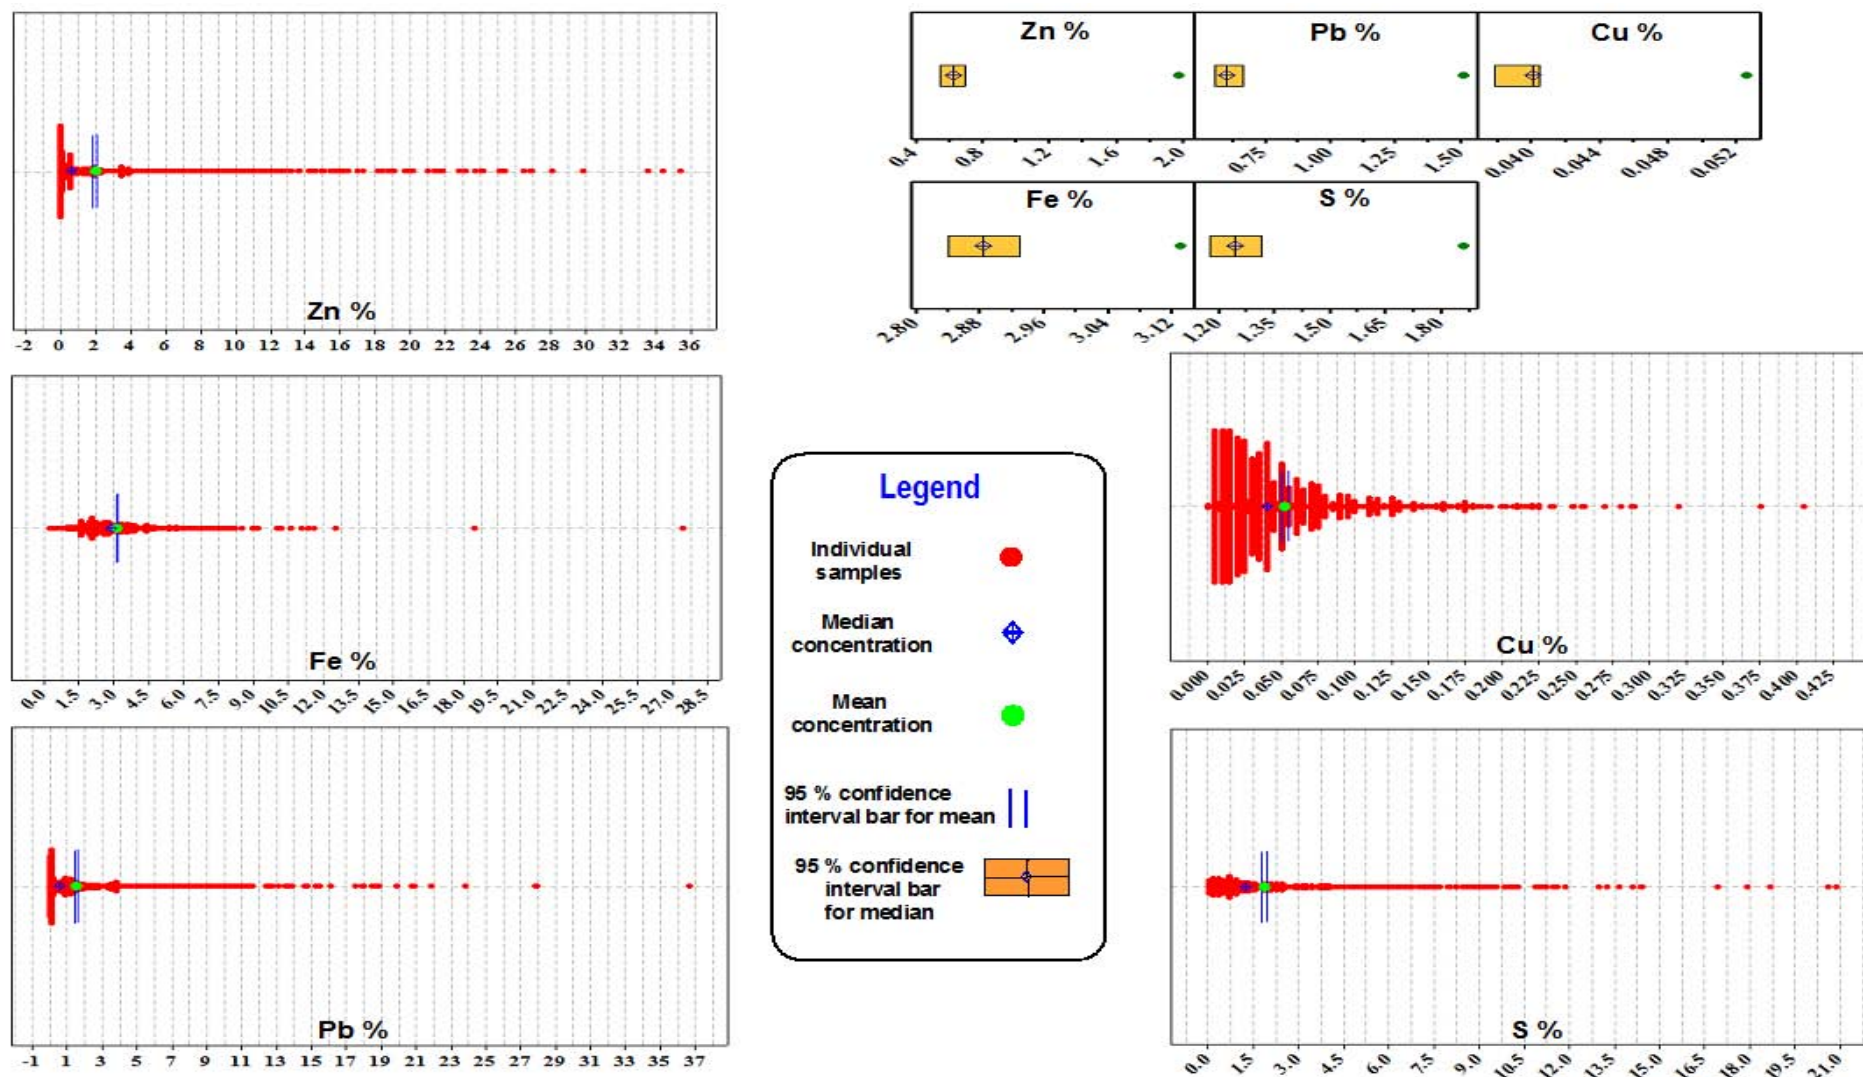 Zn %
-2 0 2 4 6 8 10 12 14 16 18 20 22 24 26 28 30 32 34 36
Zn %
Pb %
Cu %
0.4 0.8 1.2 1.6 2.0
0.75 1.00 1.25 1.50
0.040 0.044 0.048 0.052
Fe %
S %
2.80 2.88 2.96 3.04 3.12
1.20 1.35 1.50 1.65 1.80
Fe %
0.0 1.5 3.0 4.5 6.0 7.5 9.0 10.5 12.0 13.5 15.0 16.5 18.0 19.5 21.0 22.5 24.0 25.5 27.0 28.5
Legend
Individual
samples
Median
concentration
Mean
concentration
95 % confidence
interval bar for mean
95 % confidence
interval bar
for median
Cu %
0.000 0.025 0.050 0.075 0.100 0.125 0.150 0.175 0.200 0.225 0.250 0.275 0.300 0.325 0.350 0.375 0.400 0.425
Pb %
-1 1 3 5 7 9 11 13 15 17 19 21 23 25 27 29 31 33 35 37
S %
0.0 1.5 3.0 4.5 6.0 7.5 9.0 10.5 12.0 13.5 15.0 16.5 18.0 19.5 21.0